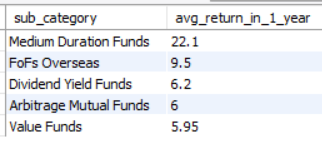 sub_category avg_return_in_1_year
Medium Duration Funds 22.1
FoFs Overseas 9.5
Dividend Yield Funds 6.2
Arbitrage Mutual Funds 6
Value Funds 5.95